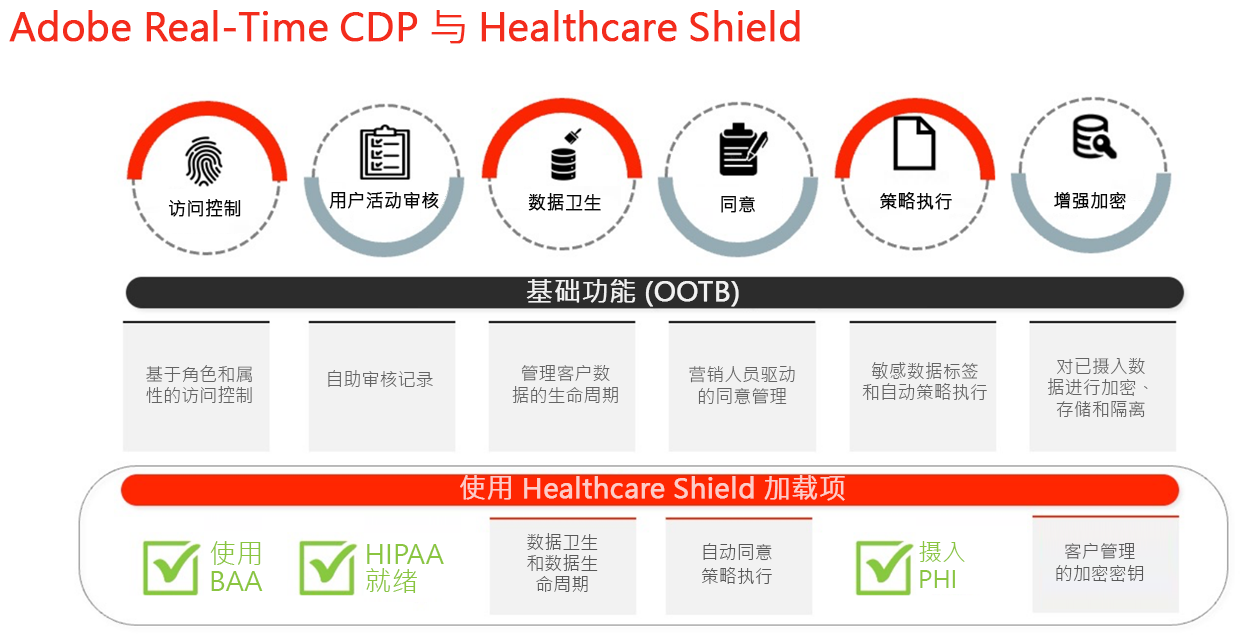 Adobe Real-Time CDP 与 Healthcare Shield
访问控制
用户活动审核
数据卫生
同意
策略执行
增强加密
基础功能 (OOTB)
基于角色和属
性的访问控制
自助审核记录
管理客户数
据的生命周期
营销人员驱动
的同意管理
敏感数据标签
和自动策略执行
对已摄入数
据进行加密、
存储和隔离
使用 Healthcare Shield 加载项
使用
BAA
HIPAA
就绪
数据卫生
和数据生
命周期
自动同意
策略执行
摄入
PHI
客户管理
的加密密钥